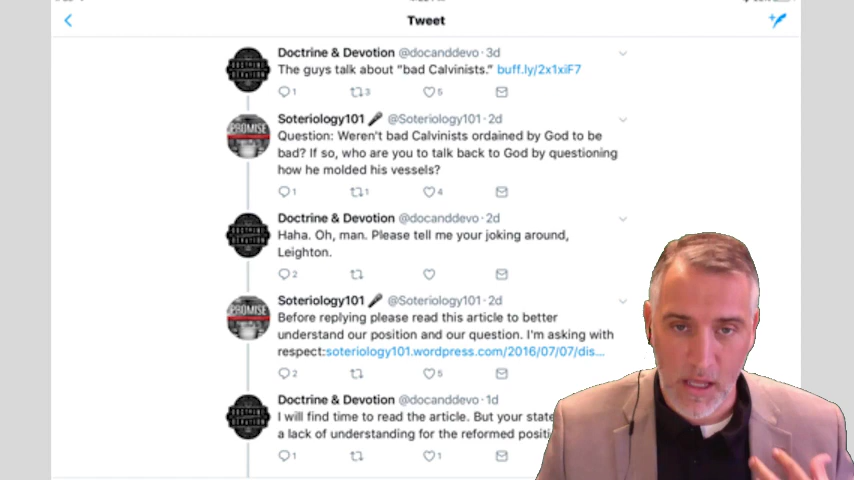 Tweet
Doctrine & Devotion @docanddevo · 3d
The guys talk about “bad Calvinists.” buff.ly/2x1xiF7
1 3 5
Soteriology101 🎤 @Soteriology101 · 2d
PROMISE
Question: Weren't bad Calvinists ordained by God to be
bad? If so, who are you to talk back to God by questioning
how he molded his vessels?
1 1 4
Doctrine & Devotion @docanddevo · 2d
Haha. Oh, man. Please tell me your joking around,
Leighton.
2
Soteriology101 🎤 @Soteriology101 · 2d
PROMISE
Before replying please read this article to better
understand our position and our question. I'm asking with
respect:soteriology101.wordpress.com/2016/07/07/dis...
2 5
Doctrine & Devotion @docanddevo · 1d
I will find time to read the article. But your state
a lack of understanding for the reformed positi
1 1